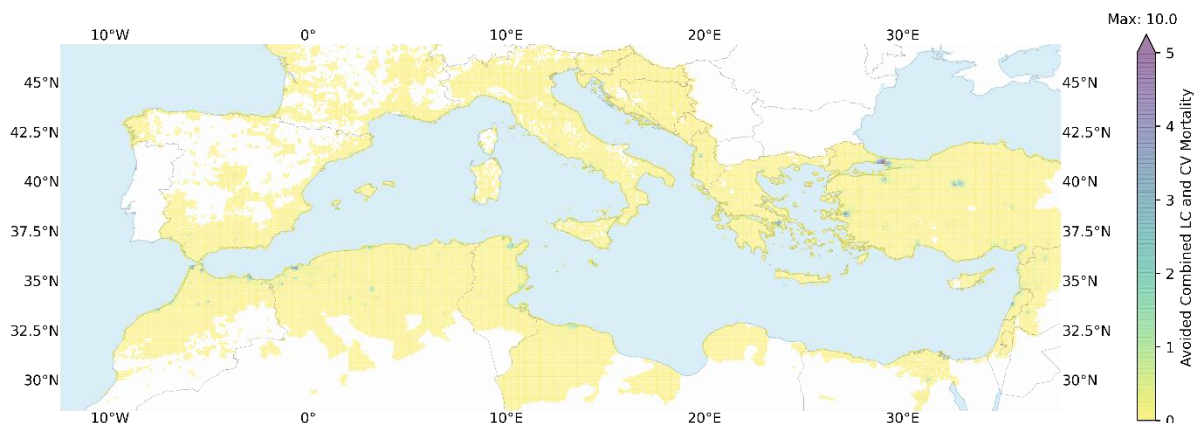 Max: 10.0
10°W 0° 10°E 20°E 30°E
45°N 45°N 5
42.5°N 42.5°N 4
40°N 40°N
37.5°N 37.5°N 3
35°N 35°N 2
32.5°N 32.5°N 1
30°N 30°N 0
10°W 0° 10°E 20°E 30°E
Avoided Combined LC and CV Mortality